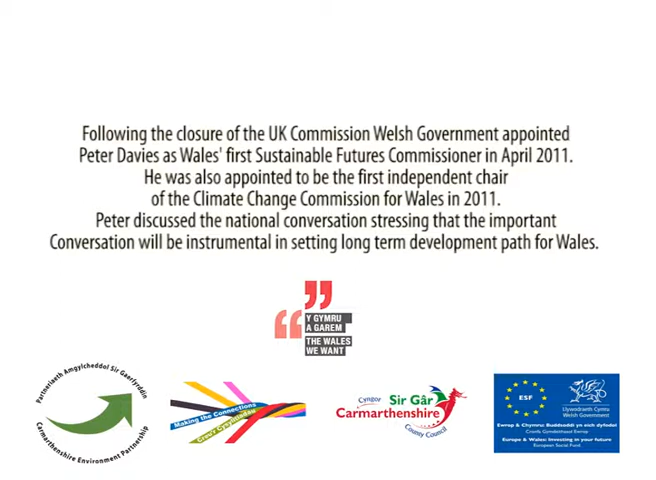 Following the closure of the UK Commission Welsh Government appointed
Peter Davies as Wales' first Sustainable Futures Commissioner in April 2011.
He was also appointed to be the first independent chair
of the Climate Change Commission for Wales in 2011.
Peter discussed the national conversation stressing that the important
Conversation will be instrumental in setting long term development path for Wales.
Y GYMRU
A GAREM
THE WALES
WE WANT
Partneriaeth Amgylcheddol Sir Gaerfyrddin
Carmarthenshire Environment Partnership
Making the Connections
Creu'r Cysylltiadau
Cyngor Sir Gâr
Carmarthenshire
County Council
ESF
Llywodraeth Cymru
Welsh Government
Ewrop & Chymru: Buddsoddi yn eich dyfodol
Cronfa Gymdeithasol Ewrop
Europe & Wales: Investing in your future
European Social Fund